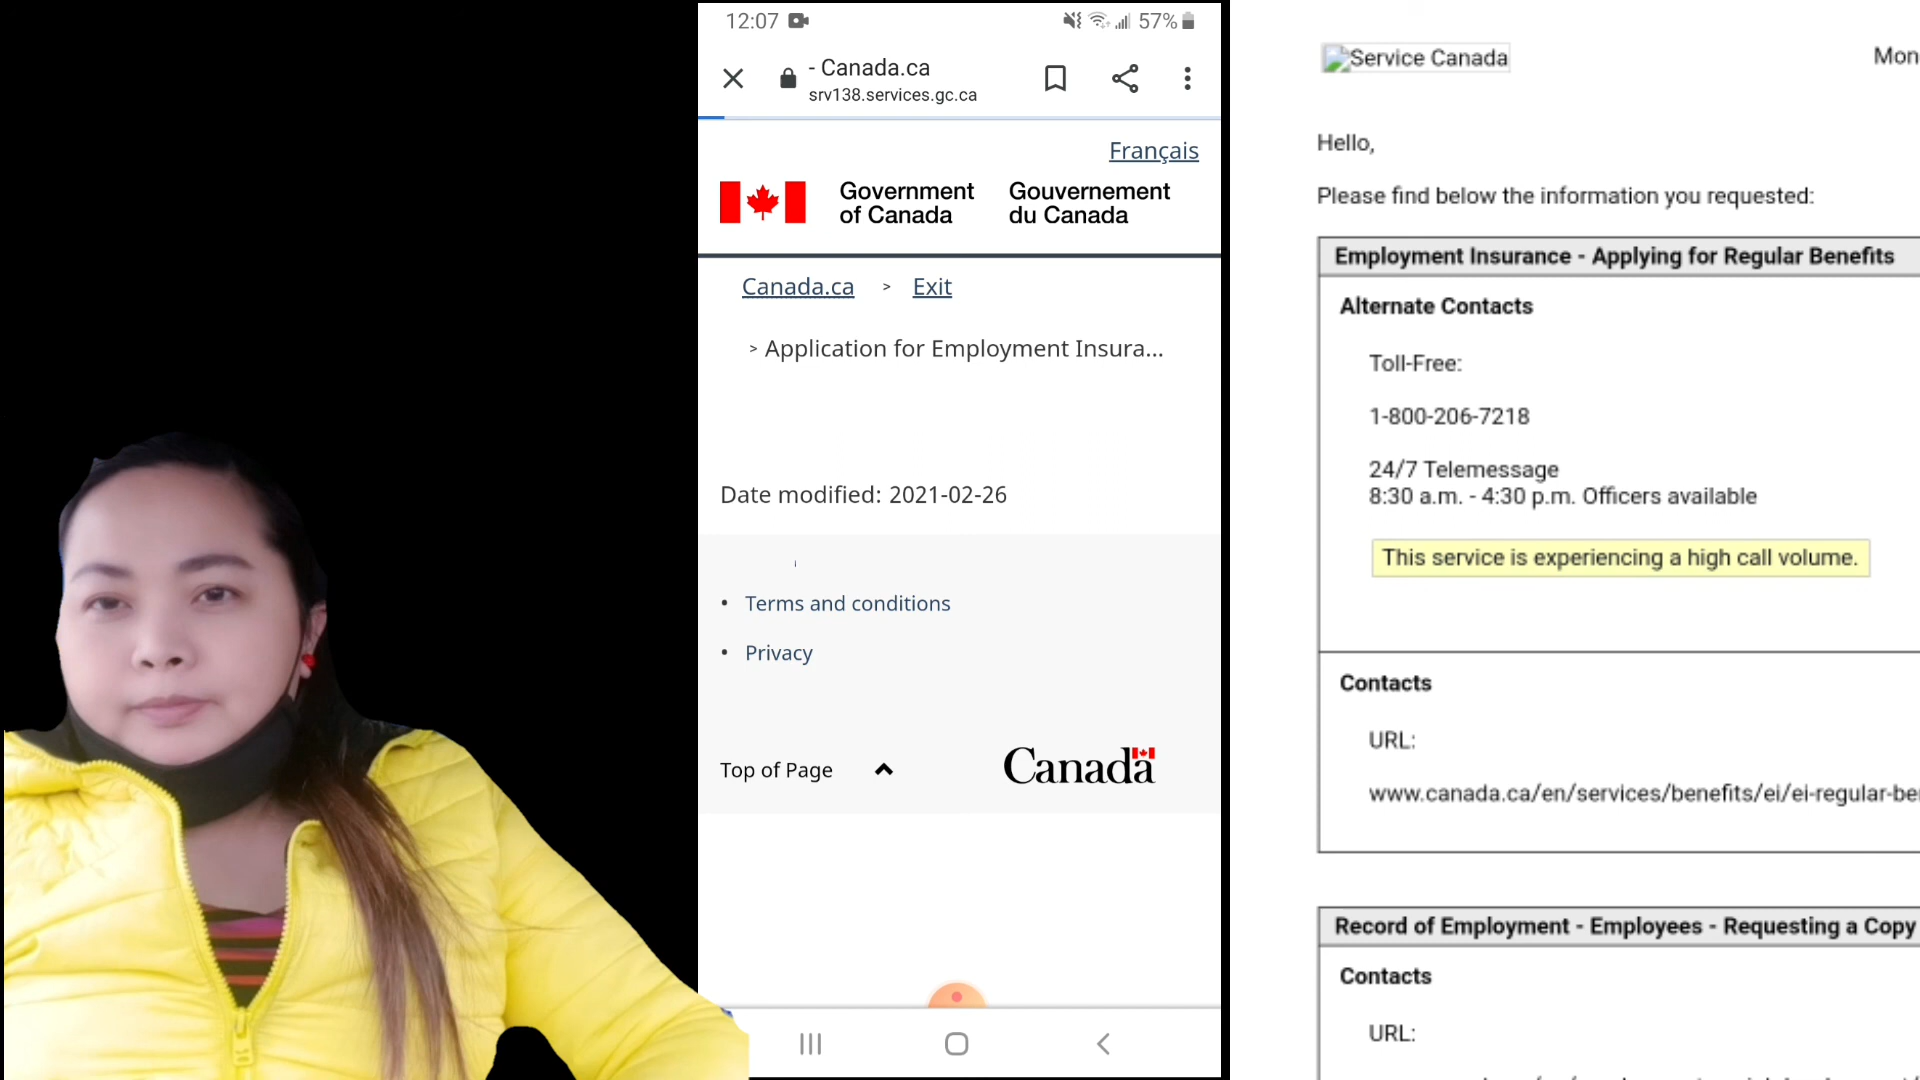 12:07
57%
- Canada.ca
srv138.services.gc.ca
Français
Government
of Canada
Gouvernement
du Canada
Canada.ca > Exit
> Application for Employment Insura...
Date modified: 2021-02-26
• Terms and conditions
• Privacy
Top of Page
Canada
Service Canada
Mon
Hello,
Please find below the information you requested:
Employment Insurance - Applying for Regular Benefits
Alternate Contacts
Toll-Free:
1-800-206-7218
24/7 Telemessage
8:30 a.m. - 4:30 p.m. Officers available
This service is experiencing a high call volume.
Contacts
URL:
www.canada.ca/en/services/benefits/ei/ei-regular-be
Record of Employment - Employees - Requesting a Copy
Contacts
URL: